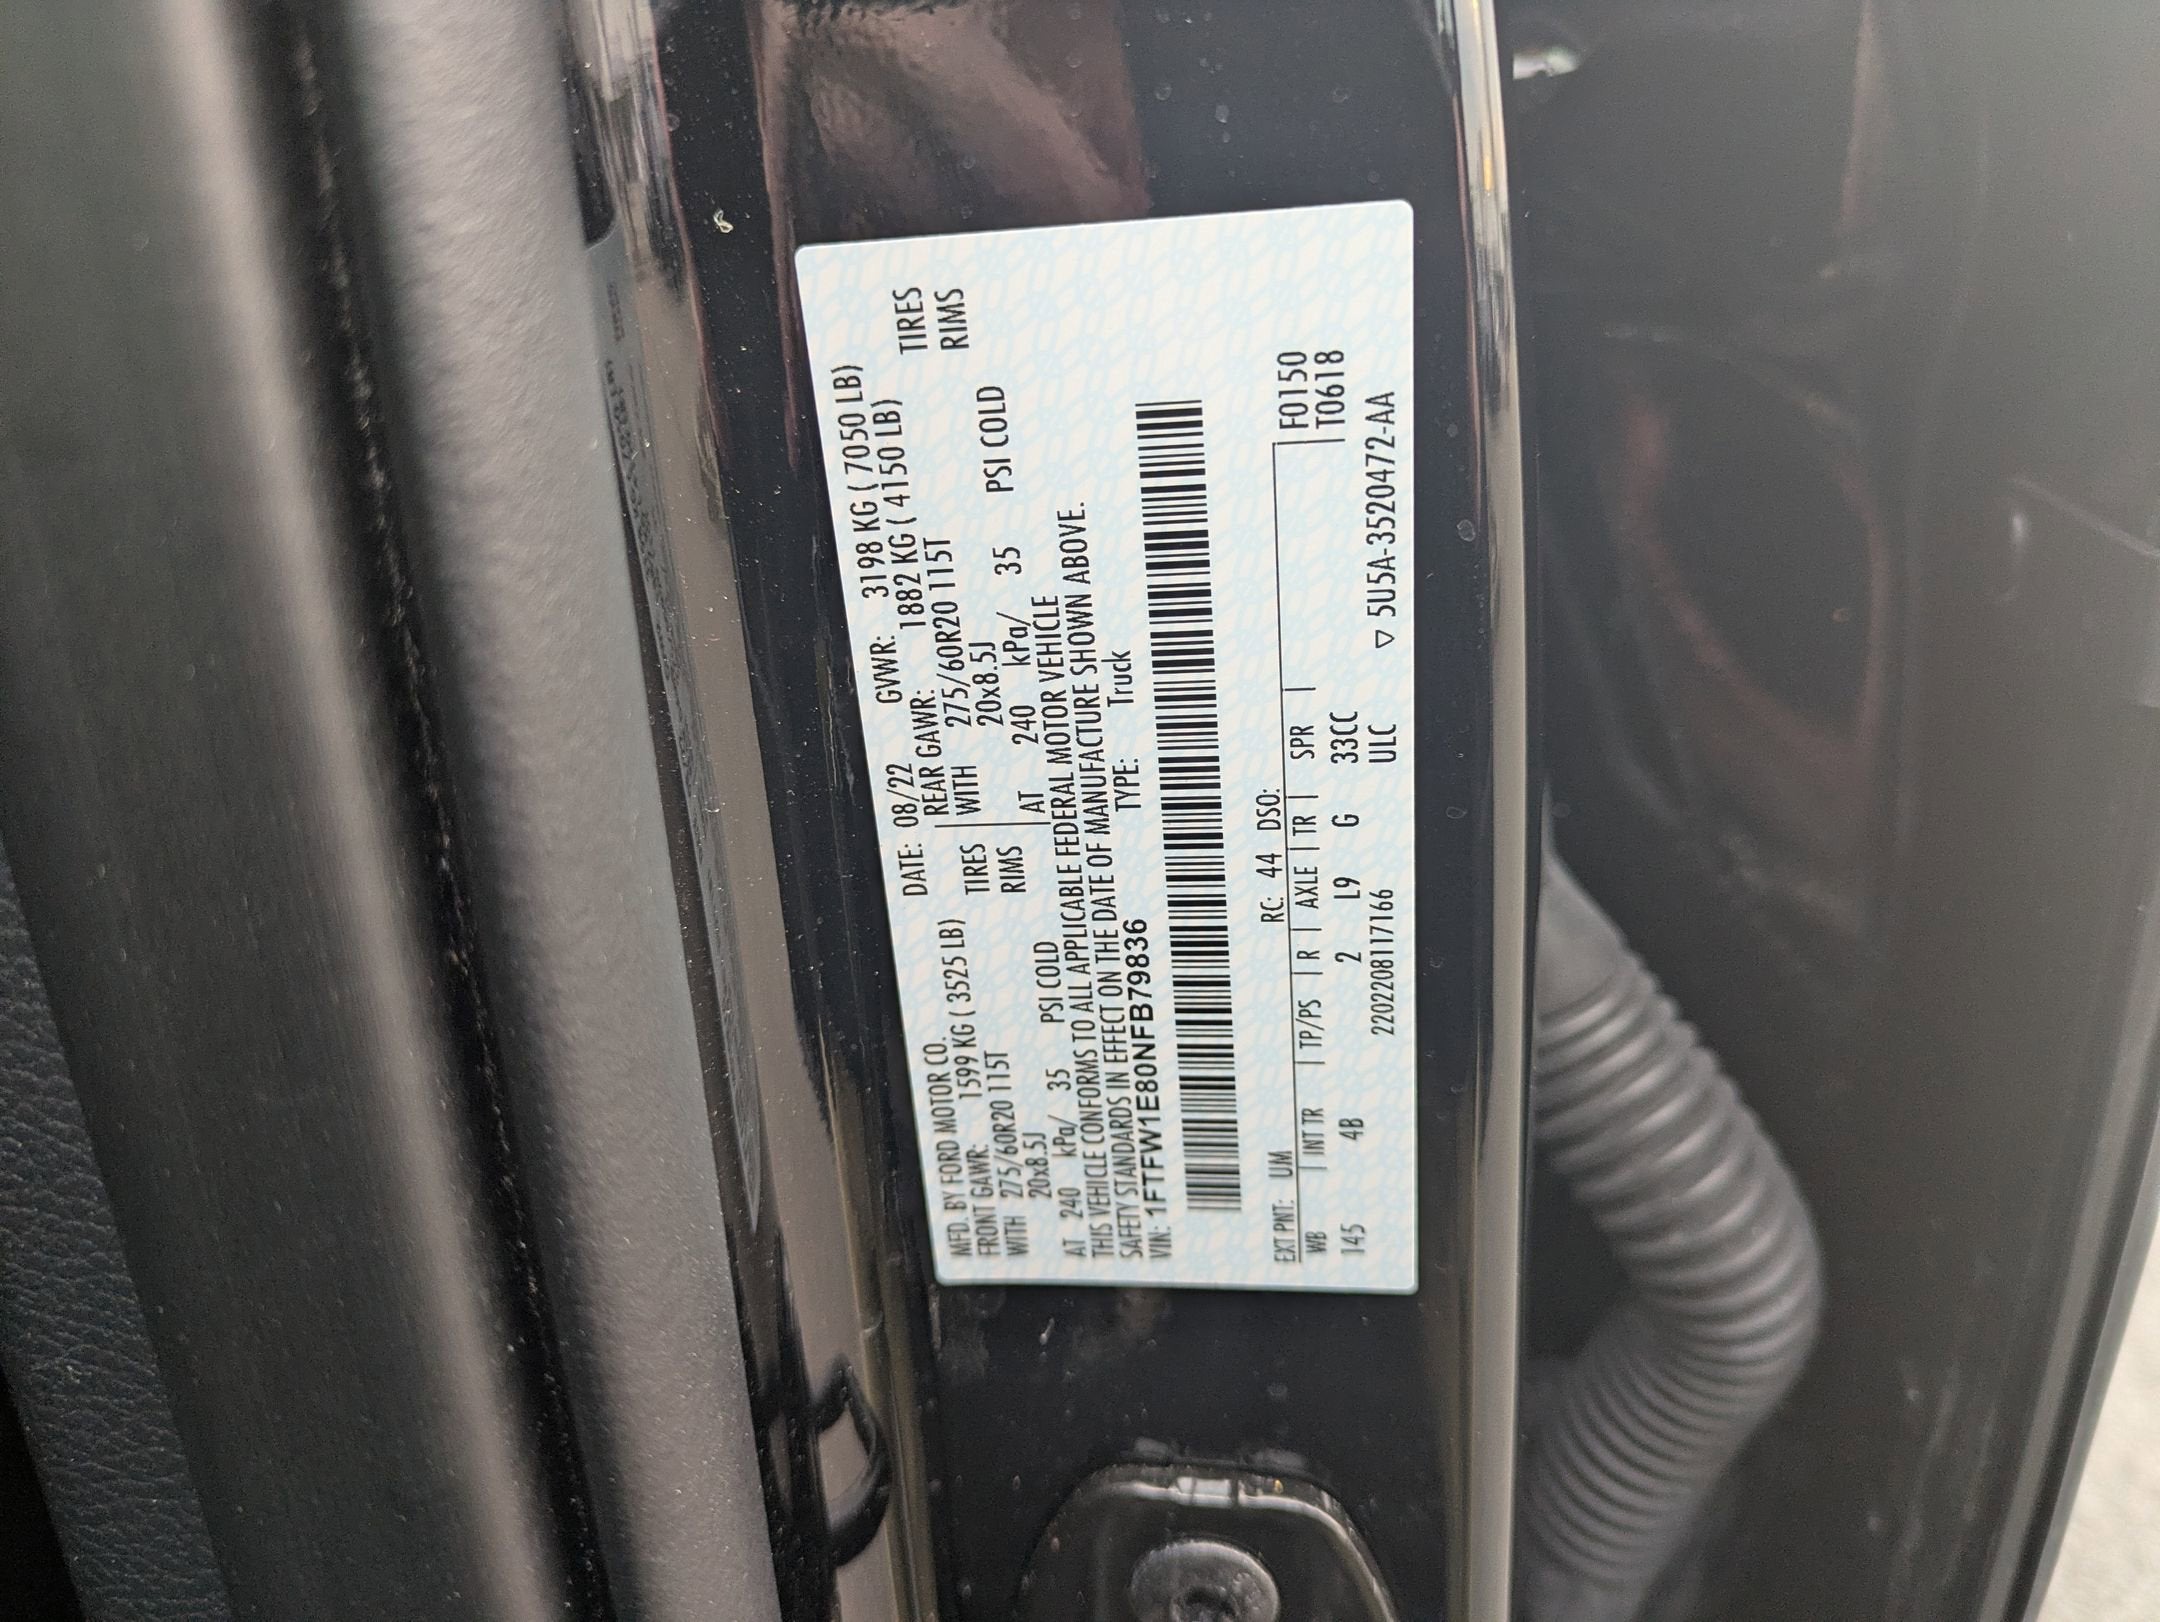 MFD. BY FORD MOTOR CO. DATE: 08/22 GVWR: 3198 KG ( 7050 LB)
FRONT GAWR: 1599 KG ( 3525 LB) REAR GAWR: 1882 KG ( 4150 LB)
WITH 275/60R20 115T TIRES WITH 275/60R20 115T TIRES
20x8.5J RIMS 20x8.5J RIMS
AT 240 kPa/ 35 PSI COLD AT 240 kPa/ 35 PSI COLD
THIS VEHICLE CONFORMS TO ALL APPLICABLE FEDERAL MOTOR VEHICLE
SAFETY STANDARDS IN EFFECT ON THE DATE OF MANUFACTURE SHOWN ABOVE.
VIN: 1FTFW1E80NFB79836 TYPE: Truck
EXT PNT: UM RC: 44 DSO: F0150
WB | INT TR | TP/PS | R | AXLE | TR | SPR | T0618
145 4B 2 L9 G 33CC
20220811​7166 ULC ▽ 5U5A-3520472-AA